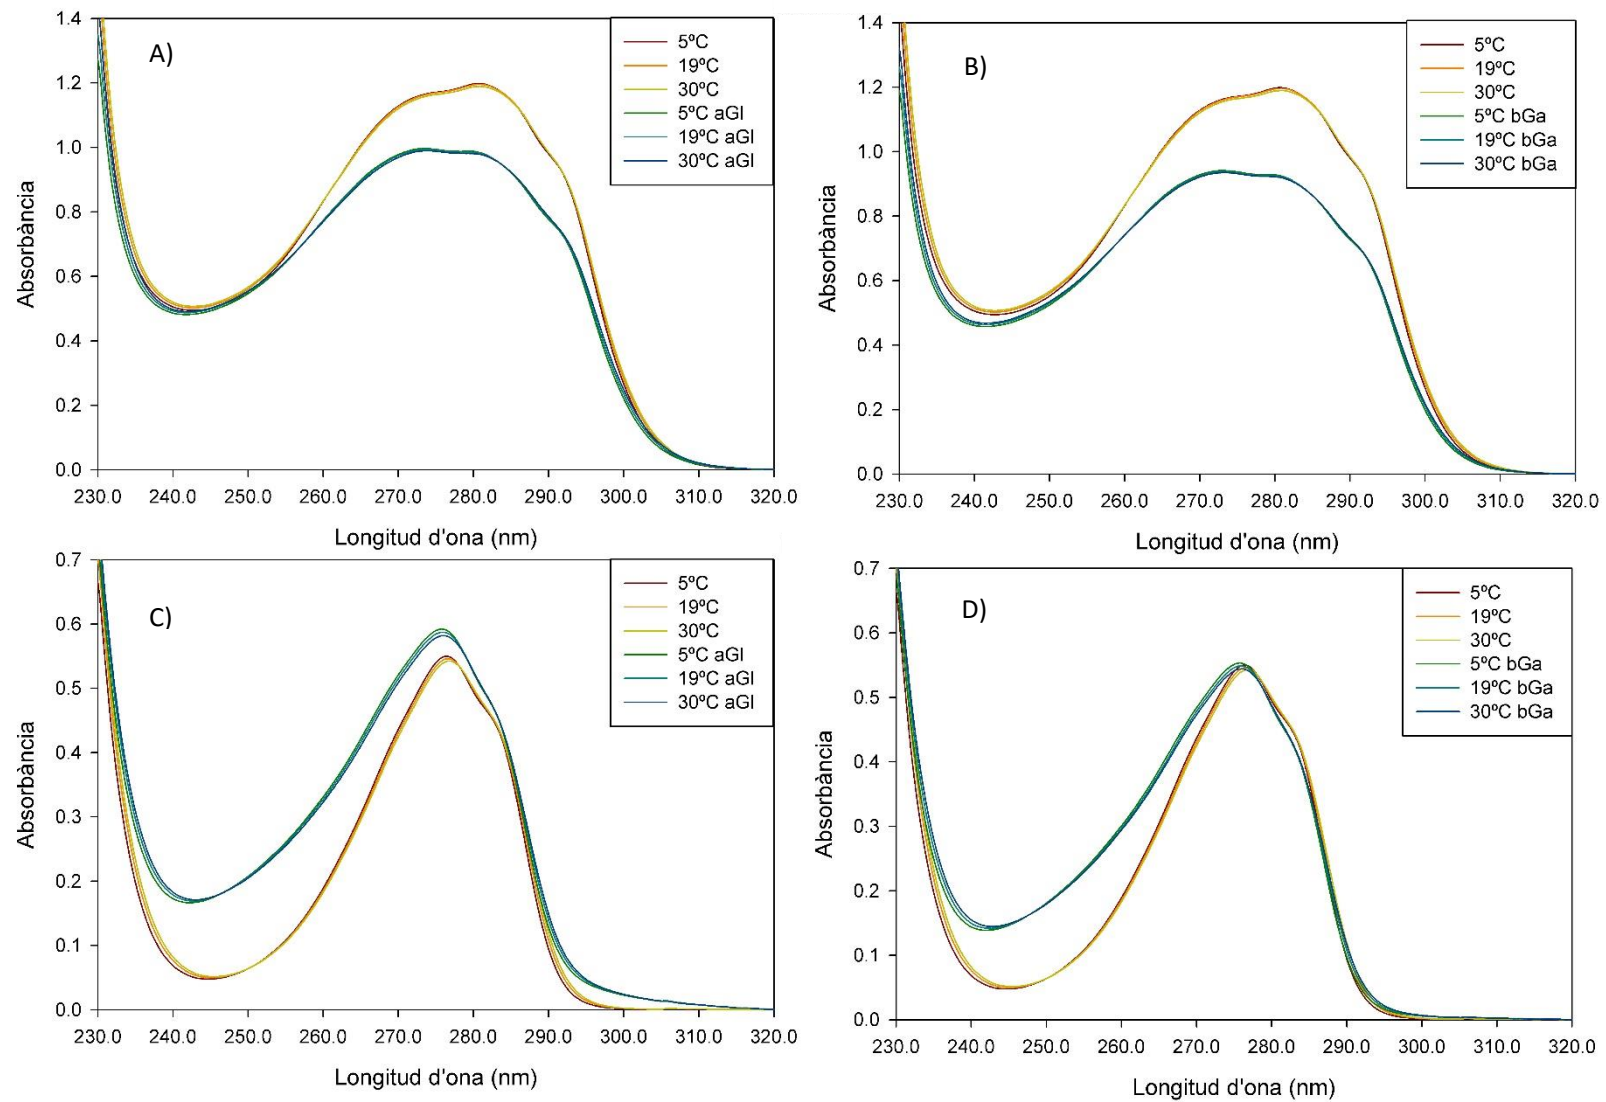 A)
1.4
1.2
1.0
0.8
0.6
0.4
0.2
0.0
Absorbància
230.0 240.0 250.0 260.0 270.0 280.0 290.0 300.0 310.0 320.0
Longitud d'ona (nm)
5ºC
19ºC
30ºC
5ºC aGl
19ºC aGl
30ºC aGl
B)
1.4
1.2
1.0
0.8
0.6
0.4
0.2
0.0
Absorbància
230.0 240.0 250.0 260.0 270.0 280.0 290.0 300.0 310.0 320.0
Longitud d'ona (nm)
5ºC
19ºC
30ºC
5ºC bGa
19ºC bGa
30ºC bGa
C)
0.7
0.6
0.5
0.4
0.3
0.2
0.1
0.0
Absorbància
230.0 240.0 250.0 260.0 270.0 280.0 290.0 300.0 310.0 320.0
Longitud d'ona (nm)
5ºC
19ºC
30ºC
5ºC aGl
19ºC aGl
30ºC aGl
D)
0.7
0.6
0.5
0.4
0.3
0.2
0.1
0.0
Absorbància
230.0 240.0 250.0 260.0 270.0 280.0 290.0 300.0 310.0 320.0
Longitud d'ona (nm)
5ºC
19ºC
30ºC
5ºC bGa
19ºC bGa
30ºC bGa